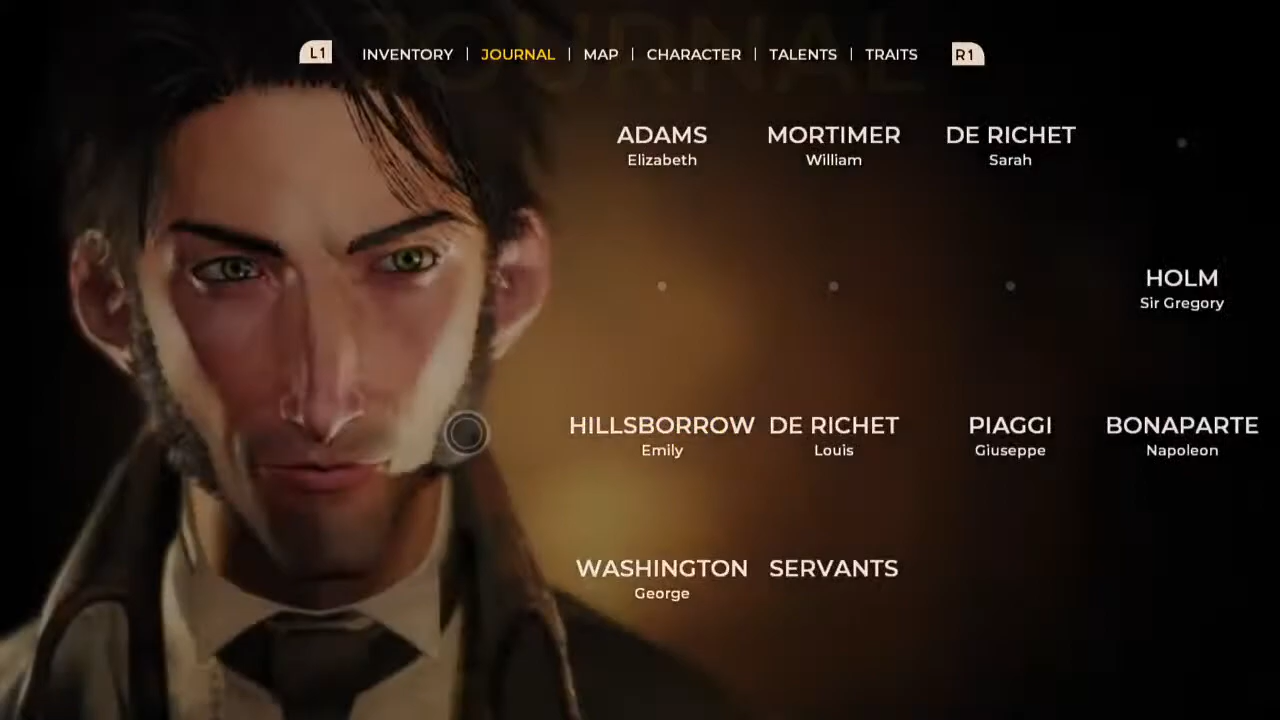 JOURNAL
L1 INVENTORY | JOURNAL | MAP | CHARACTER | TALENTS | TRAITS R1
ADAMS MORTIMER DE RICHET
Elizabeth William Sarah
HOLM
Sir Gregory
HILLSBORROW DE RICHET PIAGGI BONAPARTE
Emily Louis Giuseppe Napoleon
WASHINGTON SERVANTS
George